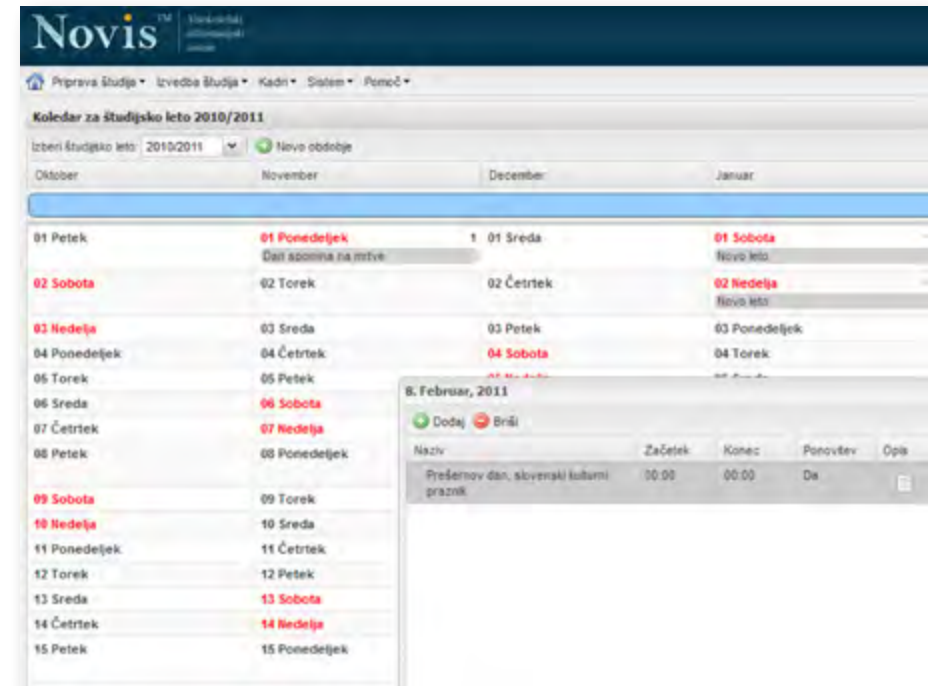 Novis TM
Priprava študija Izvedba študija Kadri Sistem Pomoč
Koledar za študijsko leto 2010/2011
Izberi študijsko leto: 2010/2011 Novo obdobje
Oktober November December Januar
01 Petek 01 Ponedeljek 1 01 Sreda 01 Sobota
Dan spomina na mrtve Novo leto
02 Sobota 02 Torek 02 Četrtek 02 Nedelja
Novo leto
03 Nedelja 03 Sreda 03 Petek 03 Ponedeljek
04 Ponedeljek 04 Četrtek 04 Sobota 04 Torek
05 Torek 05 Petek
06 Sreda 06 Sobota
07 Četrtek 07 Nedelja
08 Petek 08 Ponedeljek
09 Sobota 09 Torek
10 Nedelja 10 Sreda
11 Ponedeljek 11 Četrtek
12 Torek 12 Petek
13 Sreda 13 Sobota
14 Četrtek 14 Nedelja
15 Petek 15 Ponedeljek
8. Februar, 2011
Dodaj Briši
Naziv Začetek Konec Ponovitev Opis
Prešernov dan, slovenski kulturni 00:00 00:00 Da
praznik